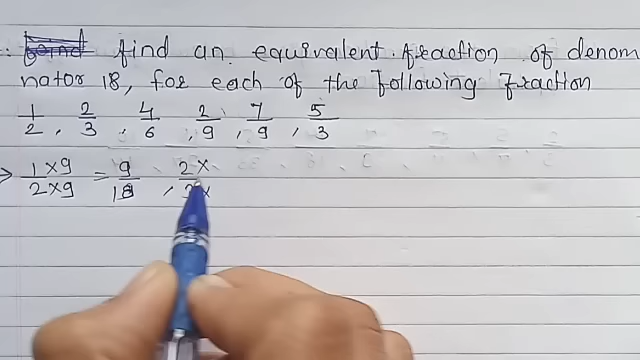 find an equivalent fraction of denom
nator 18, for each of the following fraction
1/2, 2/3, 4/6, 2/9, 7/9, 5/3
→ 1×9/2×9 = 9/18, 2×/3×